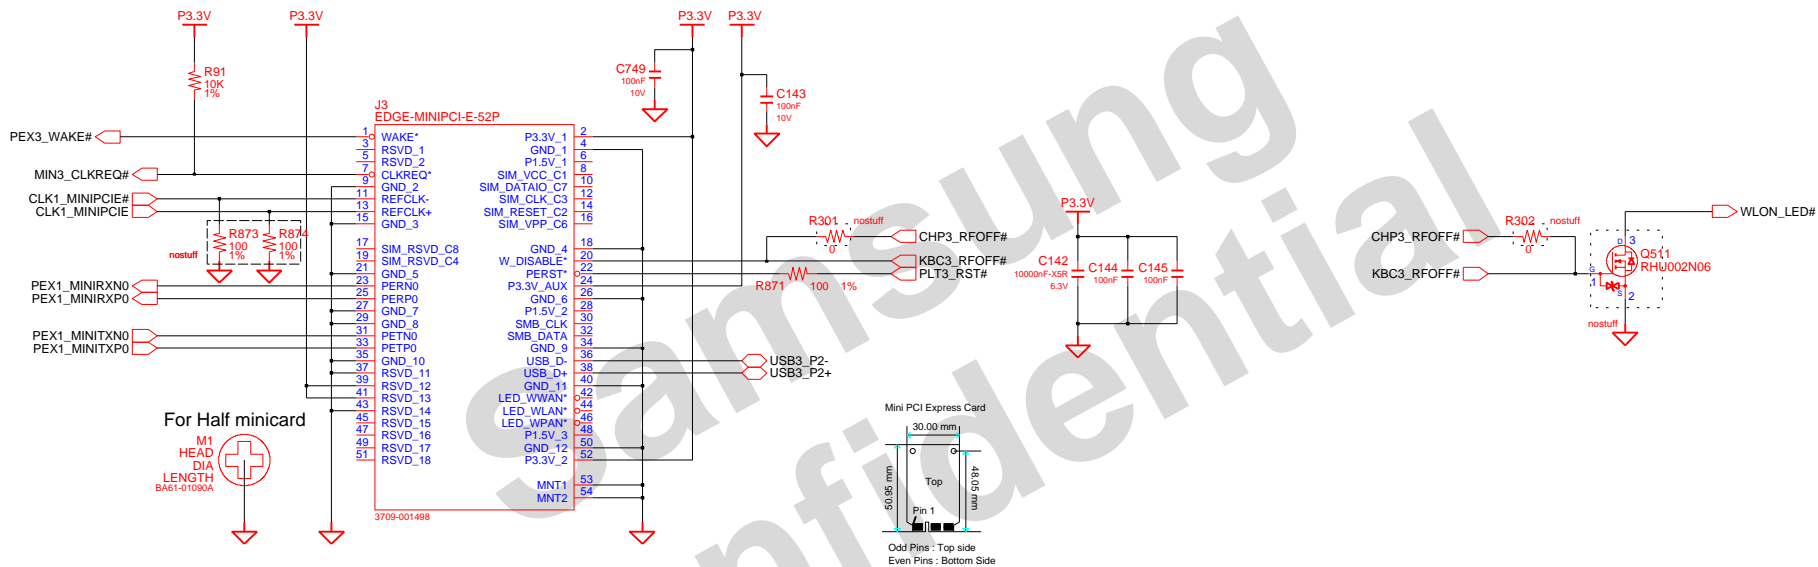 P3.3V
P3.3V
P3.3V
P3.3V
R91
10K
1%
C749
100nF
10V
C143
100nF
10V
J3
EDGE-MINIPCI-E-52P
PEX3_WAKE#
MIN3_CLKREQ#
CLK1_MINIPCIE#
CLK1_MINIPCIE
R873
100
1%
R874
100
1%
nostuff
PEX1_MINIRXN0
PEX1_MINIRXP0
PEX1_MINITXN0
PEX1_MINITXP0
1 WAKE*
3 RSVD_1
5 RSVD_2
7 CLKREQ*
9 GND_2
11 REFCLK-
13 REFCLK+
15 GND_3
17 SIM_RSVD_C8
19 SIM_RSVD_C4
21 GND_5
23 PERN0
25 PERP0
27 GND_7
29 GND_8
31 PETN0
33 PETP0
35 GND_10
37 RSVD_11
39 RSVD_12
41 RSVD_13
43 RSVD_14
45 RSVD_15
47 RSVD_16
49 RSVD_17
51 RSVD_18
P3.3V_1 2
GND_1 4
P1.5V_1 6
SIM_VCC_C1 8
SIM_DATAIO_C7 10
SIM_CLK_C3 12
SIM_RESET_C2 14
SIM_VPP_C6 16
GND_4 18
W_DISABLE* 20
PERST* 22
P3.3V_AUX 24
GND_6 26
P1.5V_2 28
SMB_CLK 30
SMB_DATA 32
GND_9 34
USB_D- 36
USB_D+ 38
GND_11 40
LED_WWAN* 42
LED_WLAN* 44
LED_WPAN* 46
P1.5V_3 48
GND_12 50
P3.3V_2 52
MNT1 53
MNT2 54
3709-001498
For Half minicard
M1
HEAD
DIA
LENGTH
BA61-01090A
R301
nostuff
0
CHP3_RFOFF#
KBC3_RFOFF#
PLT3_RST#
R871 100 1%
USB3_P2-
USB3_P2+
P3.3V
C142
10000nF-X5R
6.3V
C144
100nF
C145
100nF
R302
nostuff
0
CHP3_RFOFF#
KBC3_RFOFF#
WLON_LED#
D 3
G
1
S 2
Q511
RHU002N06
nostuff
Mini PCI Express Card
30.00 mm
50.95 mm
48.05 mm
Top
Pin 1
Odd Pins : Top side
Even Pins : Bottom Side
Samsung
Confidential